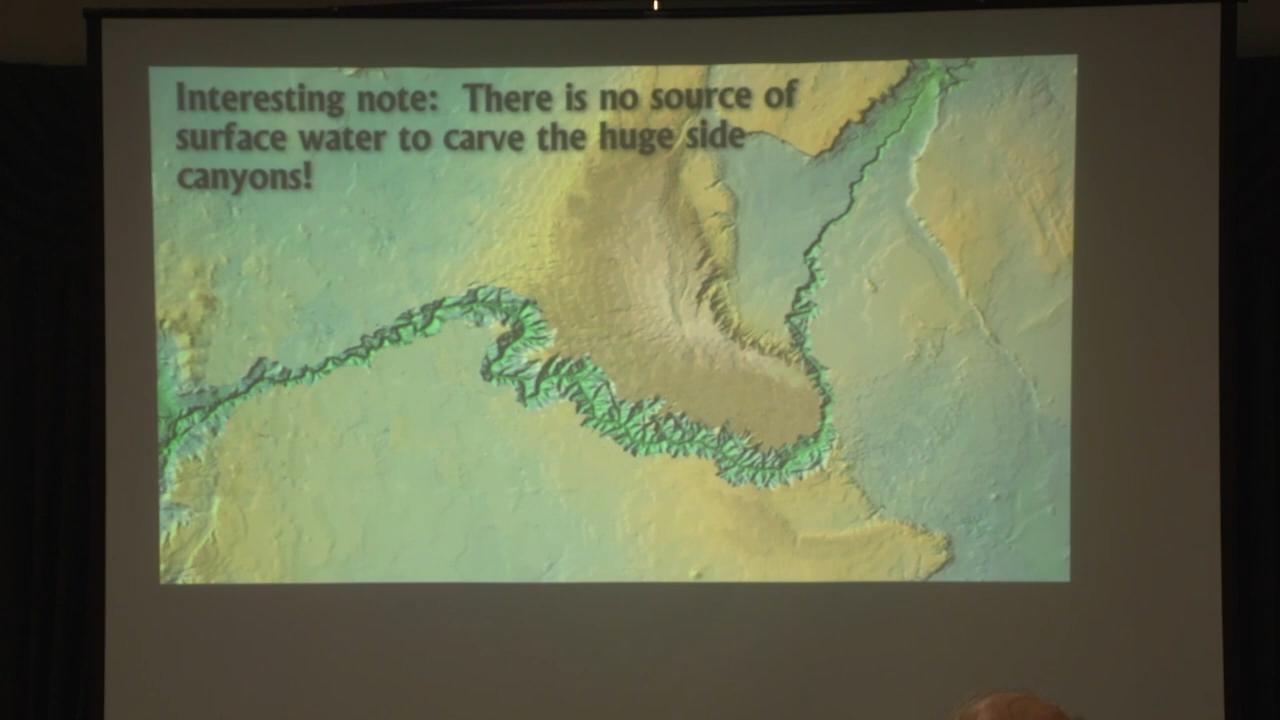 Interesting note: There is no source of
surface water to carve the huge side
canyons!